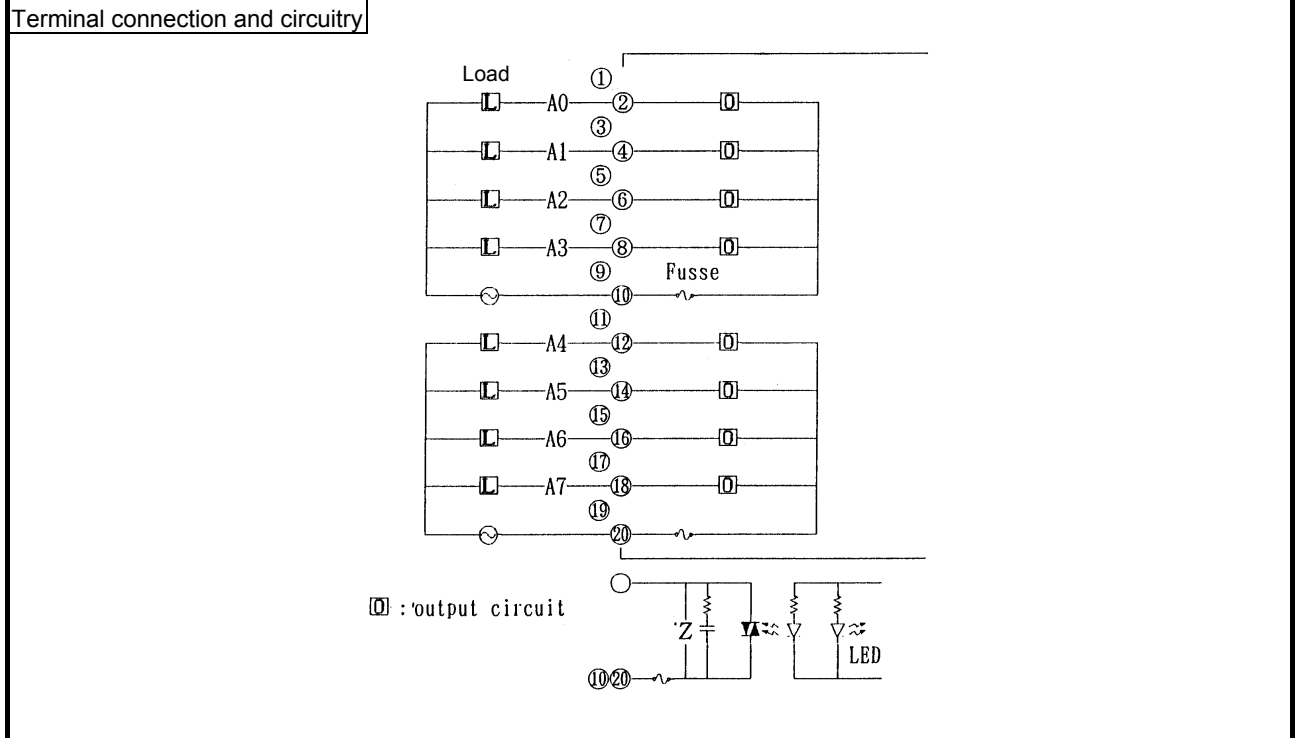 Terminal connection and circuitry
Load
①
L A0 ② O
③
L A1 ④ O
⑤
L A2 ⑥ O
⑦
L A3 ⑧ O
⑨ Fusse
⑩
⑪
L A4 ⑫ O
⑬
L A5 ⑭ O
⑮
L A6 ⑯ O
⑰
L A7 ⑱ O
⑲
⑳
O : output circuit
Z
LED
⑩⑳